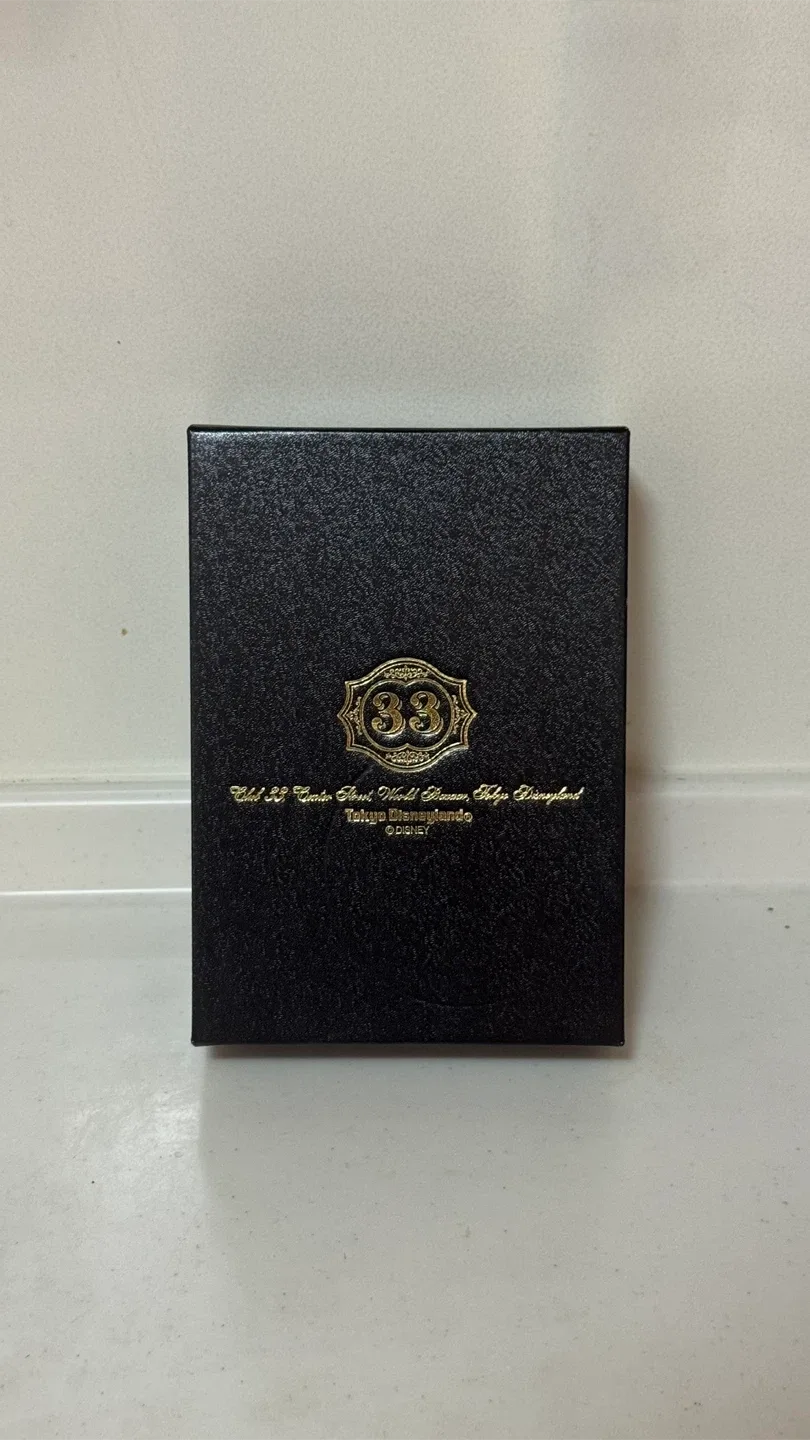 33
Club 33, Center Street, World Bazaar, Tokyo Disneyland
Tokyo Disneyland®
© DISNEY